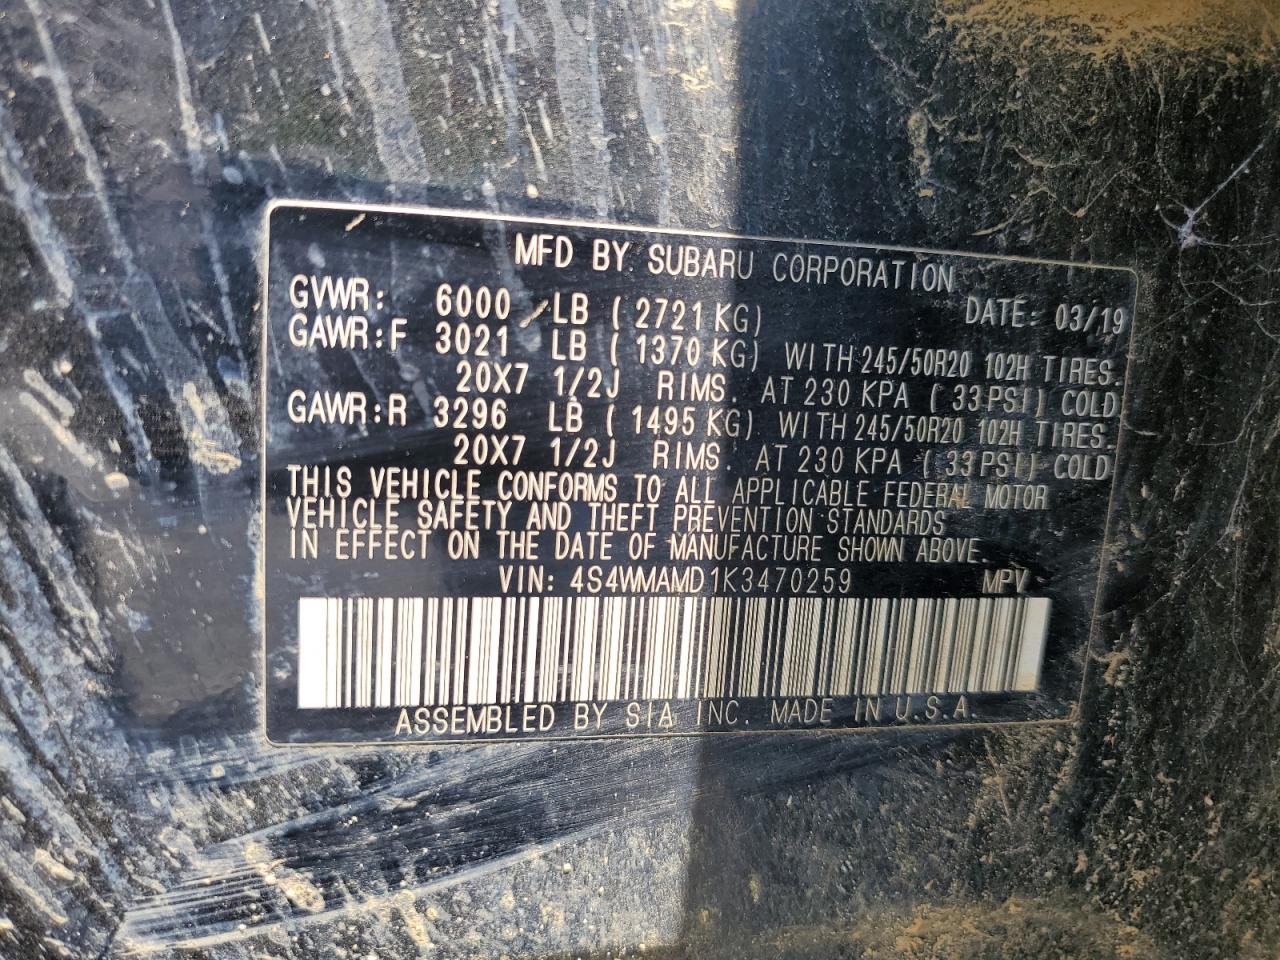 MFD BY SUBARU CORPORATION
GVWR: 6000 LB ( 2721 KG) DATE: 03/19
GAWR:F 3021 LB ( 1370 KG) WITH 245/50R20 102H TIRES.
20X7 1/2J RIMS. AT 230 KPA ( 33 PSI) COLD
GAWR:R 3296 LB ( 1495 KG) WITH 245/50R20 102H TIRES.
20X7 1/2J RIMS. AT 230 KPA ( 33 PSI) COLD
THIS VEHICLE CONFORMS TO ALL APPLICABLE FEDERAL MOTOR
VEHICLE SAFETY AND THEFT PREVENTION STANDARDS
IN EFFECT ON THE DATE OF MANUFACTURE SHOWN ABOVE.
VIN: 4S4WMAMD1K3470259 MPV
ASSEMBLED BY SIA, INC. MADE IN U.S.A.